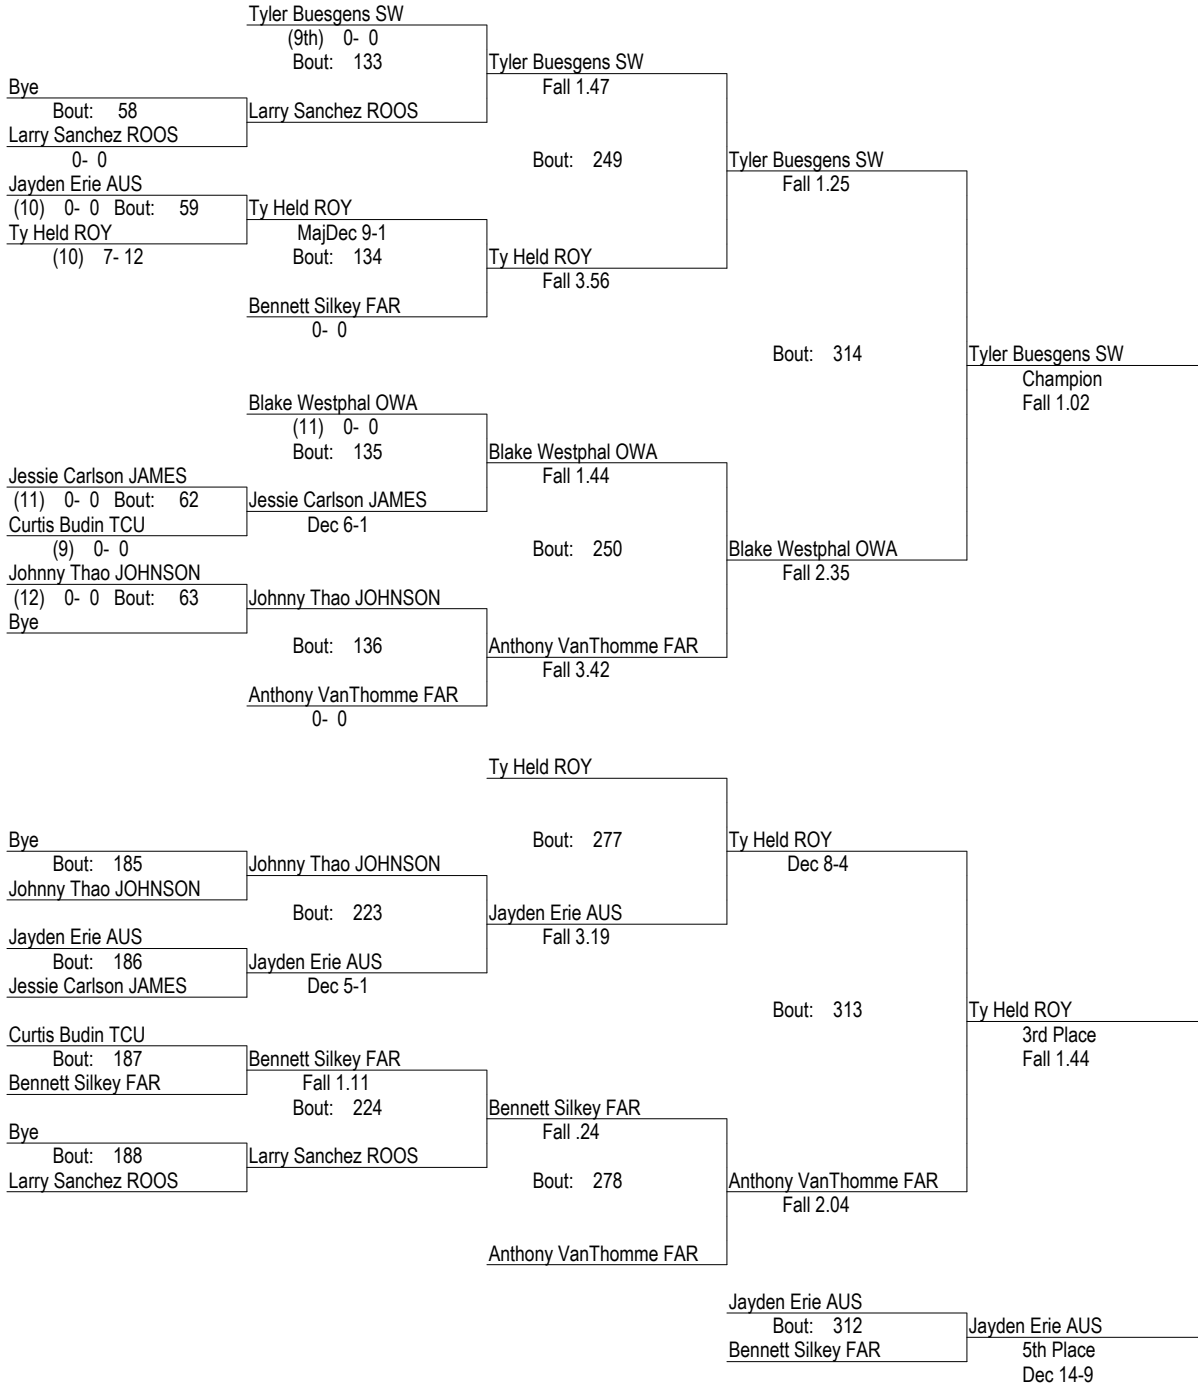 Tyler Buesgens SW
(9th) 0- 0
Bout: 133
Tyler Buesgens SW
Fall 1.47
Bye
Bout: 58
Larry Sanchez ROOS
Larry Sanchez ROOS
0- 0
Bout: 249
Tyler Buesgens SW
Fall 1.25
Jayden Erie AUS
(10) 0- 0 Bout: 59
Ty Held ROY
Ty Held ROY
(10) 7- 12
MajDec 9-1
Bout: 134
Ty Held ROY
Fall 3.56
Bennett Silkey FAR
0- 0
Bout: 314
Tyler Buesgens SW
Champion
Fall 1.02
Blake Westphal OWA
(11) 0- 0
Bout: 135
Blake Westphal OWA
Fall 1.44
Jessie Carlson JAMES
(11) 0- 0 Bout: 62
Jessie Carlson JAMES
Dec 6-1
Curtis Budin TCU
(9) 0- 0
Bout: 250
Blake Westphal OWA
Fall 2.35
Johnny Thao JOHNSON
(12) 0- 0 Bout: 63
Johnny Thao JOHNSON
Bye
Bout: 136
Anthony VanThomme FAR
Fall 3.42
Anthony VanThomme FAR
0- 0
Ty Held ROY
Bout: 277
Ty Held ROY
Dec 8-4
Bye
Bout: 185
Johnny Thao JOHNSON
Johnny Thao JOHNSON
Bout: 223
Jayden Erie AUS
Fall 3.19
Jayden Erie AUS
Bout: 186
Jayden Erie AUS
Dec 5-1
Jessie Carlson JAMES
Bout: 313
Ty Held ROY
3rd Place
Fall 1.44
Curtis Budin TCU
Bout: 187
Bennett Silkey FAR
Bennett Silkey FAR
Fall 1.11
Bout: 224
Bennett Silkey FAR
Fall .24
Bye
Bout: 188
Larry Sanchez ROOS
Larry Sanchez ROOS
Bout: 278
Anthony VanThomme FAR
Fall 2.04
Anthony VanThomme FAR
Jayden Erie AUS
Bout: 312
Bennett Silkey FAR
Jayden Erie AUS
5th Place
Dec 14-9